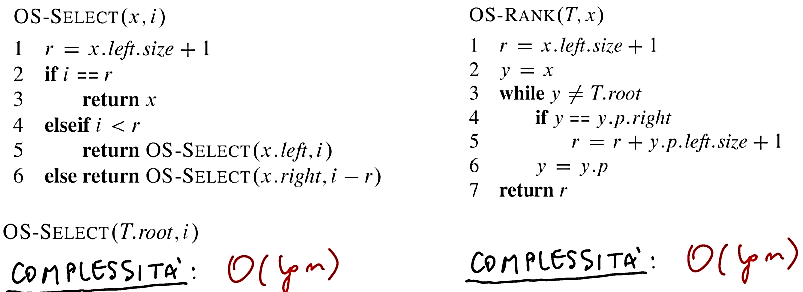 OS-SELECT(x, i)
1 r = x.left.size + 1
2 if i == r
3 return x
4 elseif i < r
5 return OS-SELECT(x.left, i)
6 else return OS-SELECT(x.right, i − r)
OS-SELECT(T.root, i)
COMPLESSITA': O(lg n)
OS-RANK(T, x)
1 r = x.left.size + 1
2 y = x
3 while y ≠ T.root
4 if y == y.p.right
5 r = r + y.p.left.size + 1
6 y = y.p
7 return r
COMPLESSITA': O(lg n)